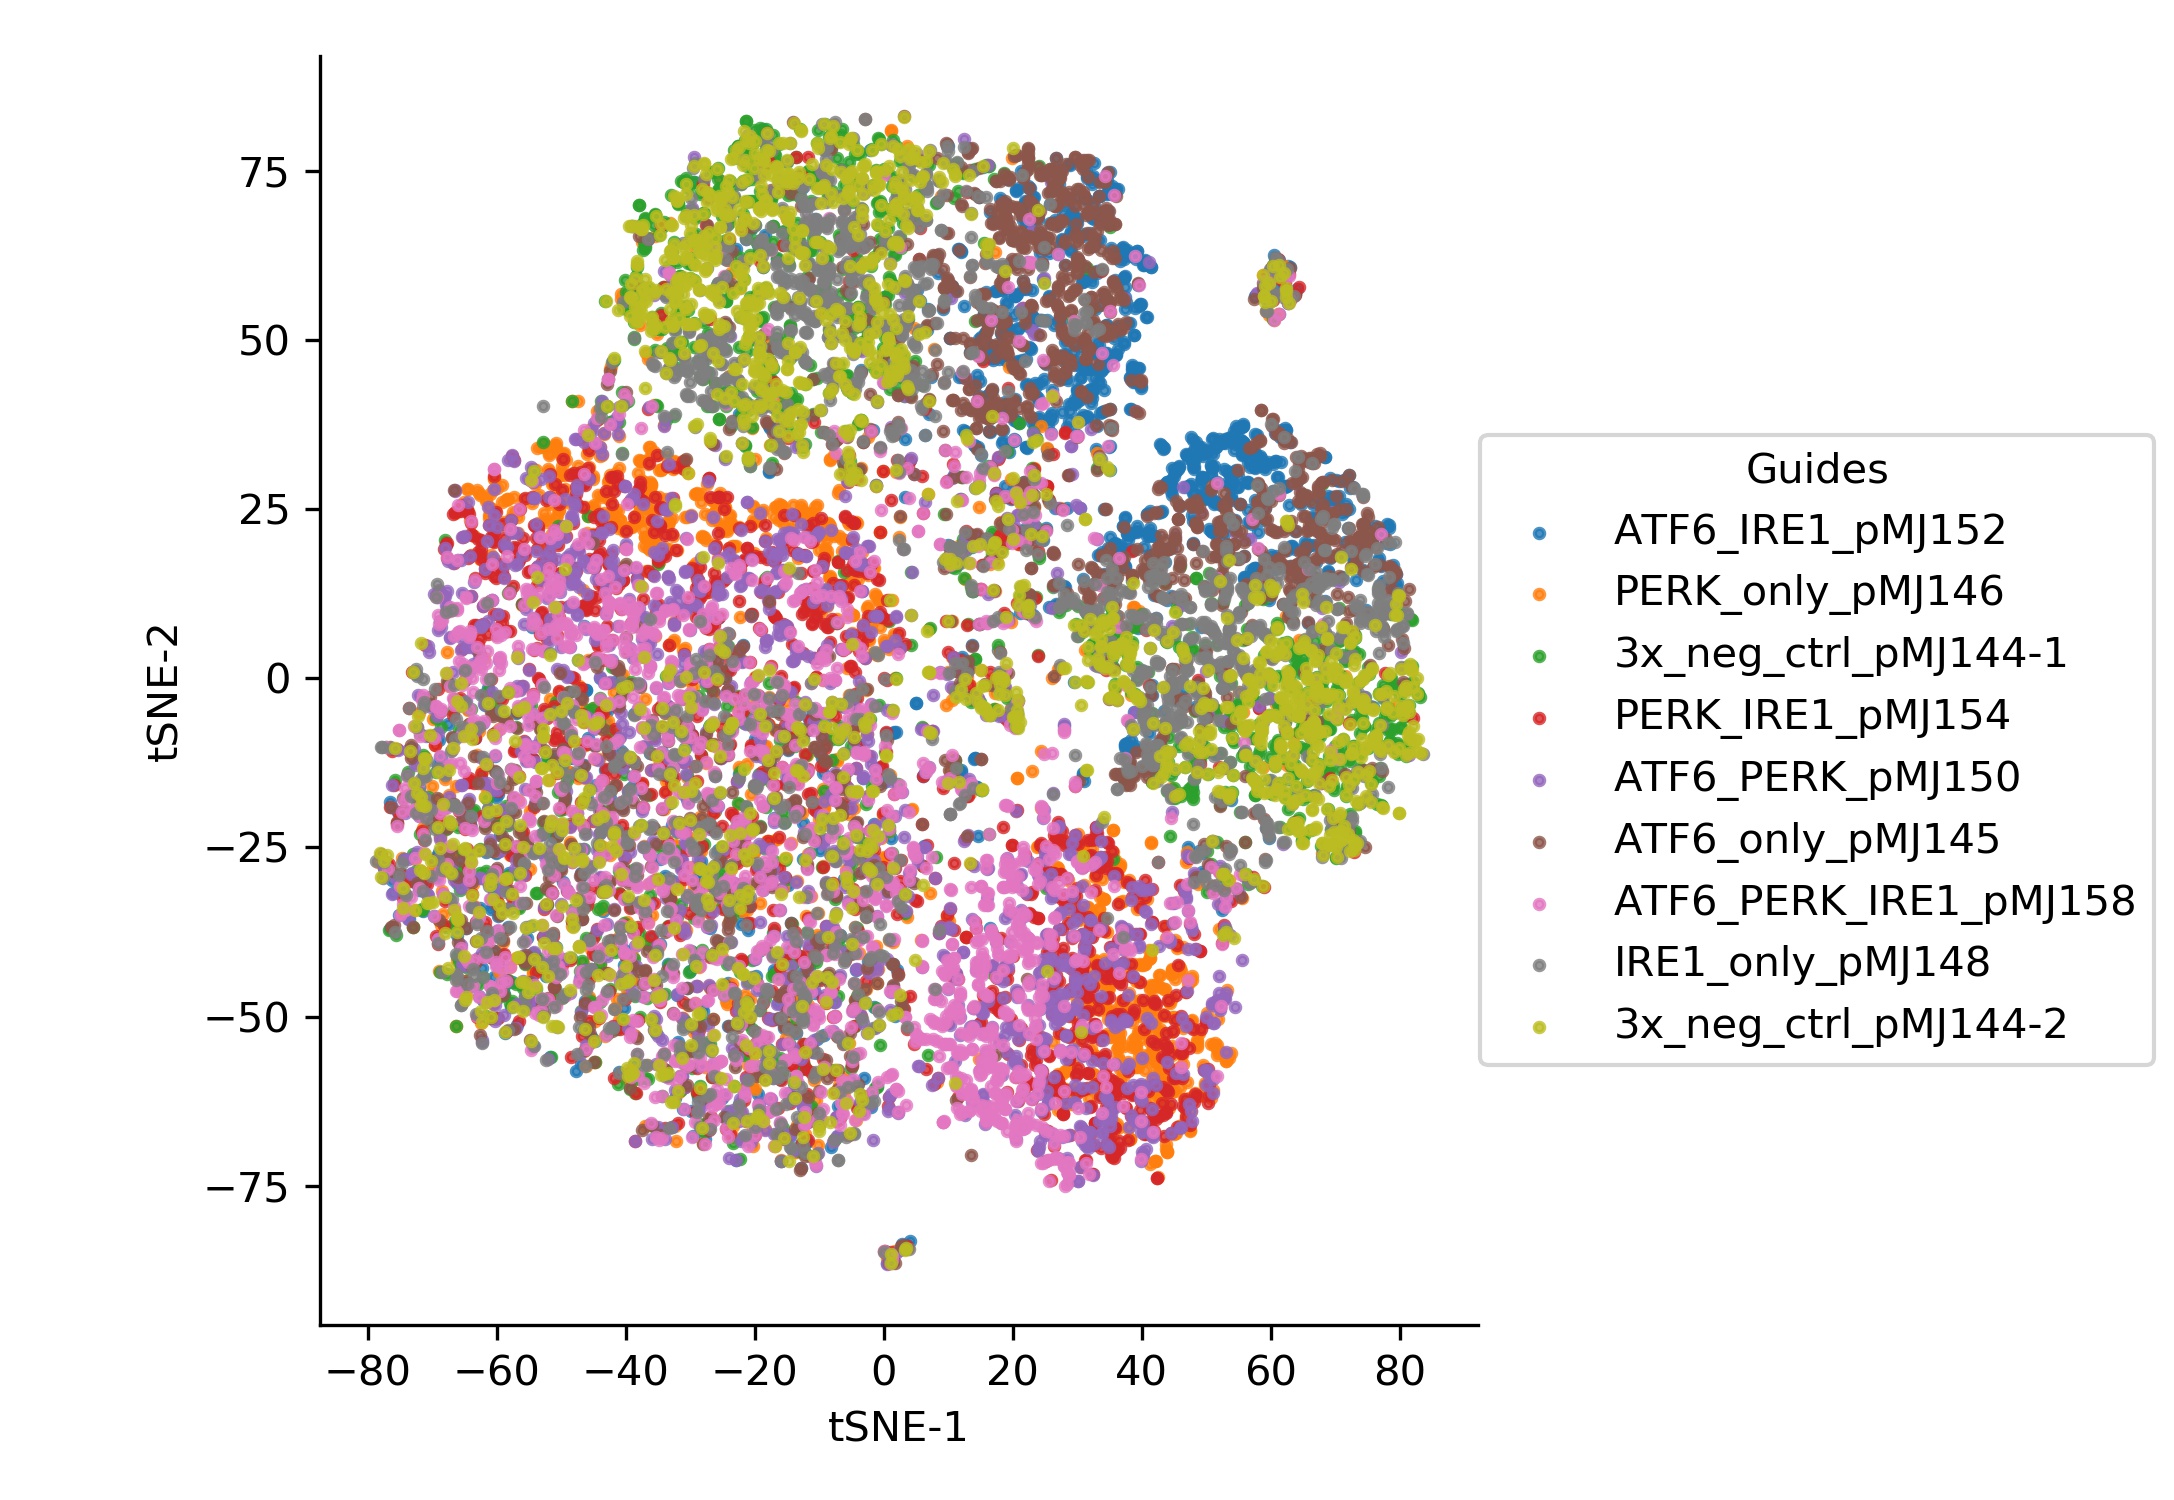 75
50
25
0
−25
−50
−75
tSNE-2
−80 −60 −40 −20 0 20 40 60 80
tSNE-1
Guides
ATF6_IRE1_pMJ152
PERK_only_pMJ146
3x_neg_ctrl_pMJ144-1
PERK_IRE1_pMJ154
ATF6_PERK_pMJ150
ATF6_only_pMJ145
ATF6_PERK_IRE1_pMJ158
IRE1_only_pMJ148
3x_neg_ctrl_pMJ144-2